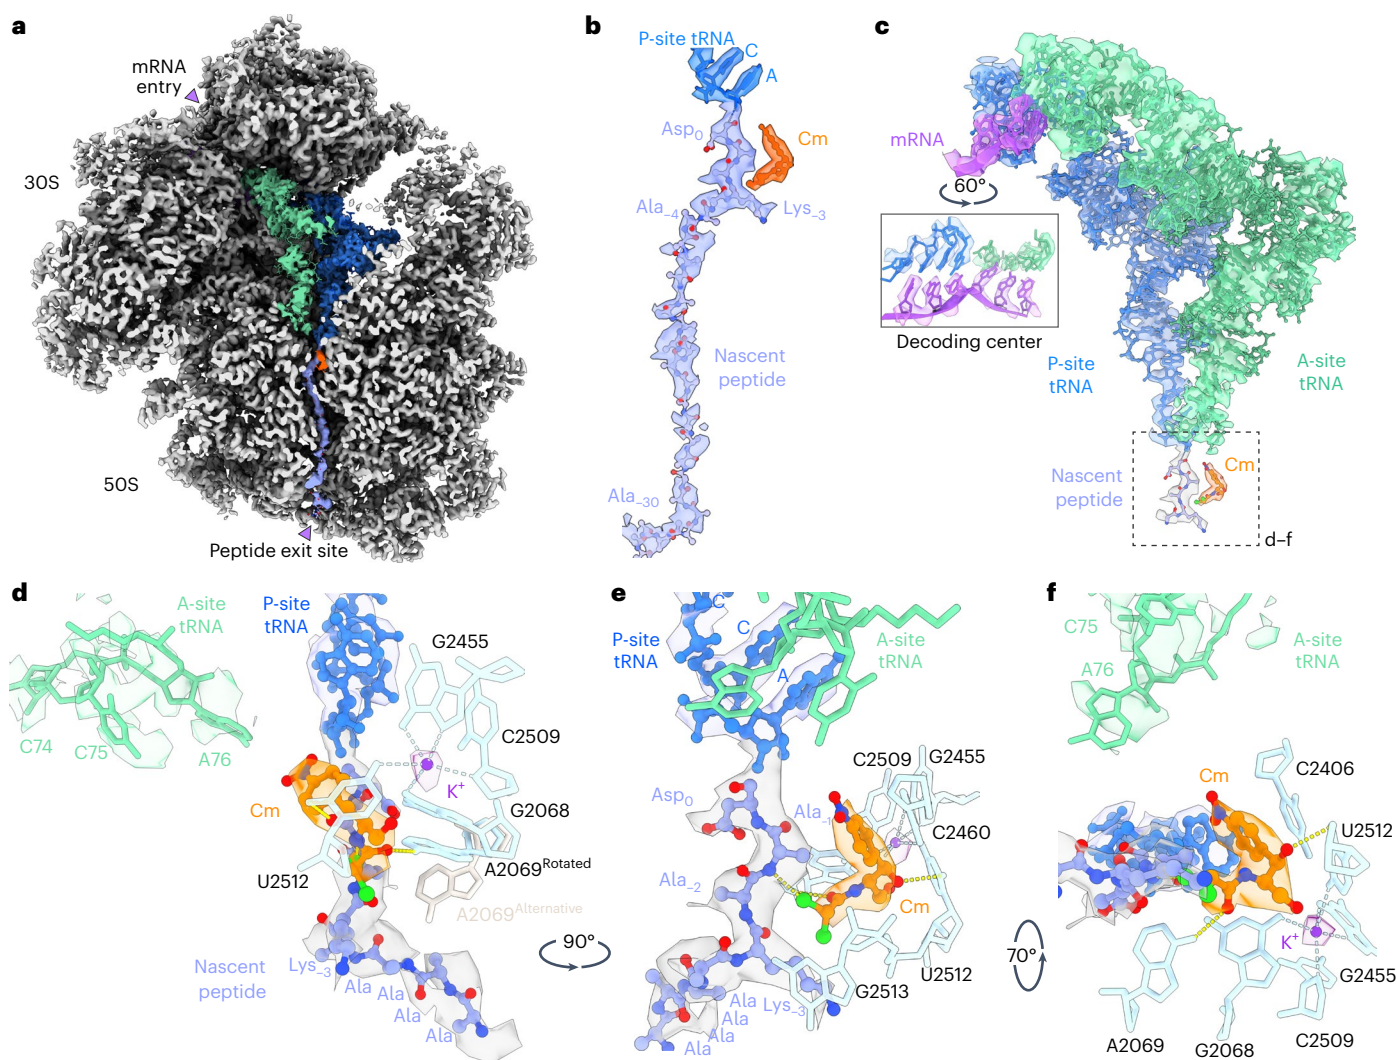 a
mRNA
entry
30S
50S
Peptide exit site
b
P-site tRNA
C
A
Asp0
Cm
Ala–4
Lys–3
Nascent
peptide
Ala–30
c
mRNA
60°
Decoding center
P-site
tRNA
A-site
tRNA
Nascent
peptide
Cm
d–f
d
A-site
tRNA
P-site
tRNA
G2455
C74
C75
A76
C2509
K+
Cm
G2068
U2512
A2069Rotated
A2069Alternative
Nascent
peptide
Lys–3
Ala
Ala
Ala
Ala
90°
e
C
C
P-site
tRNA
A
A-site
tRNA
C2509
G2455
Asp0
Ala–1
C2460
Ala–2
Cm
U2512
G2513
Lys–3
Ala
Ala
Ala
Ala
70°
f
C75
A-site
tRNA
A76
Cm
C2406
U2512
K+
G2455
C2509
A2069
G2068